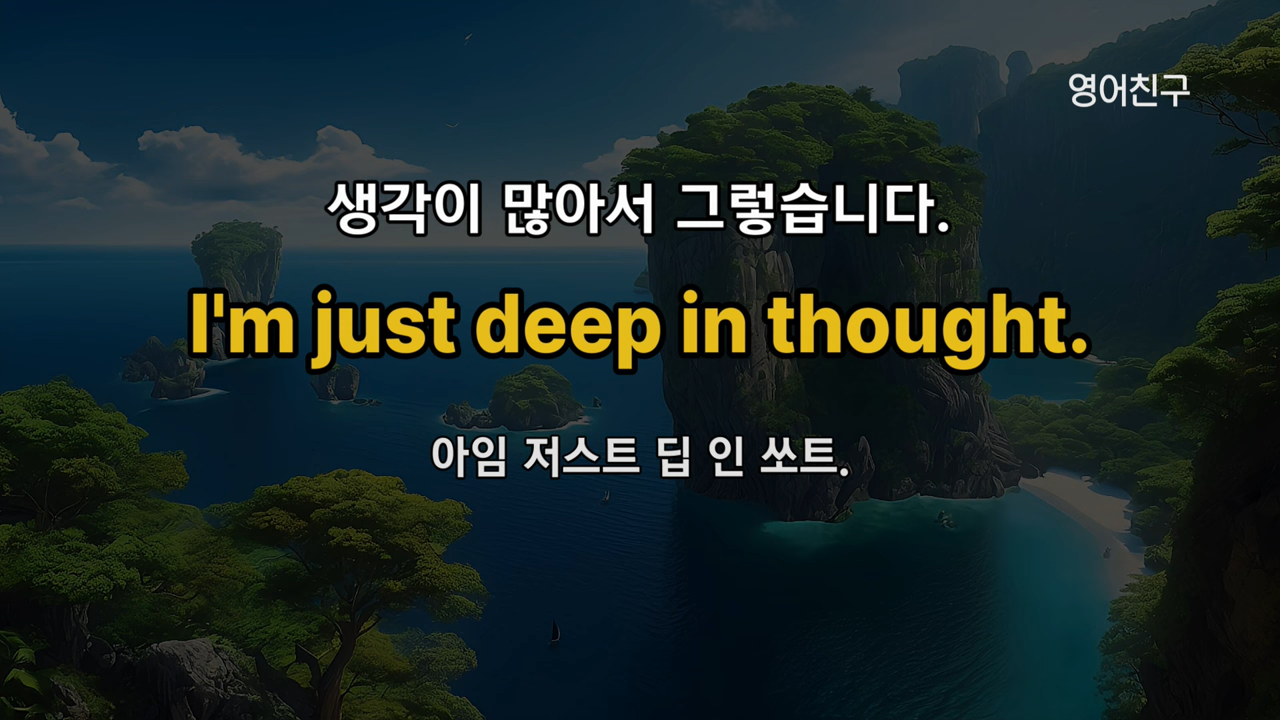 영어친구
생각이 많아서 그렇습니다.
I'm just deep in thought.
아임 저스트 딥 인 쏘트.